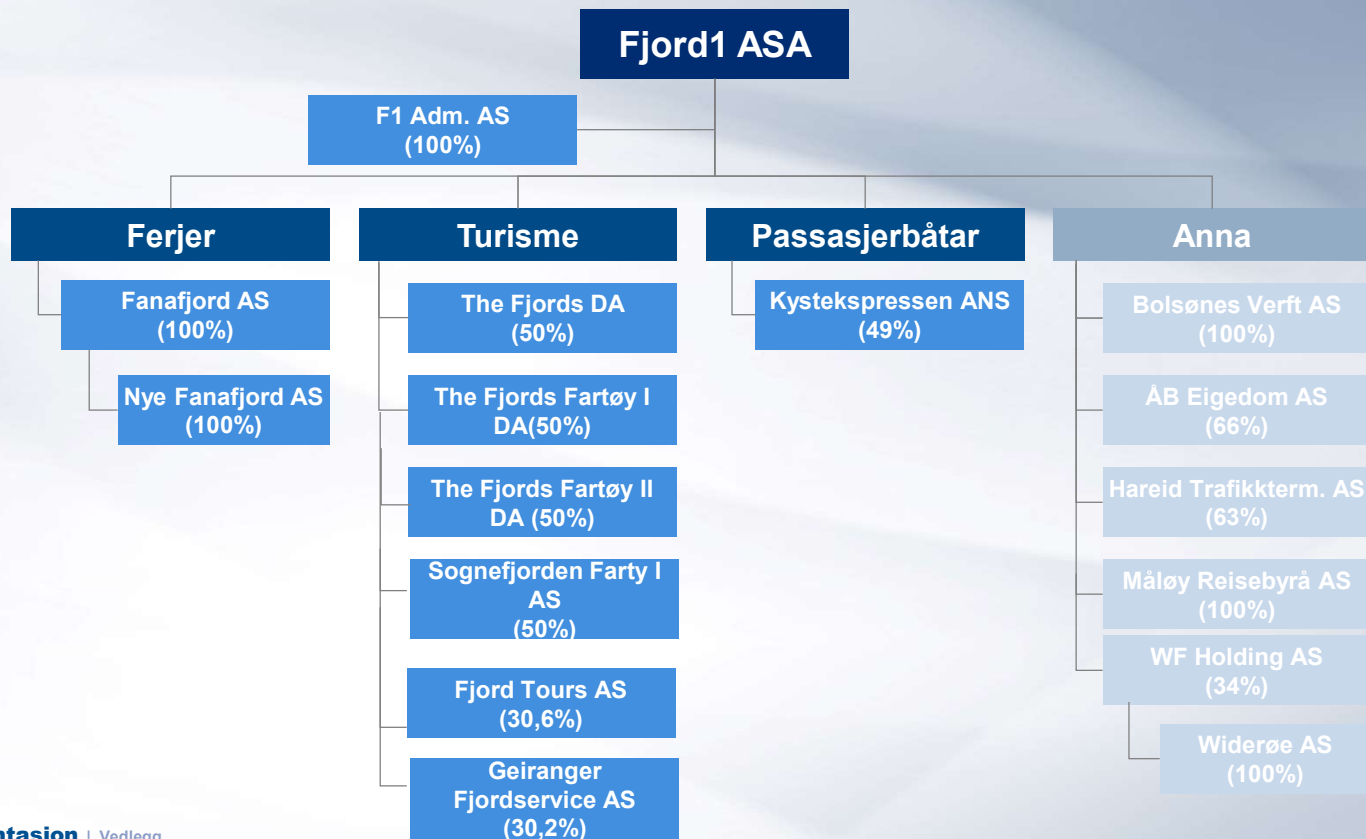 Fjord1 ASA
F1 Adm. AS
(100%)
Ferjer
Fanafjord AS
(100%)
Nye Fanafjord AS
(100%)
Turisme
The Fjords DA
(50%)
The Fjords Fartøy I
DA(50%)
The Fjords Fartøy II
DA (50%)
Sognefjorden Farty I
AS
(50%)
Fjord Tours AS
(30,6%)
Geiranger
Fjordservice AS
(30,2%)
Passasjerbåtar
Kystekspressen ANS
(49%)
Anna
Bolsønes Verft AS
(100%)
ÅB Eigedom AS
(66%)
Hareid Trafikkterm. AS
(63%)
Måløy Reisebyrå AS
(100%)
WF Holding AS
(34%)
Widerøe AS
(100%)
ntasjon | Vedlegg